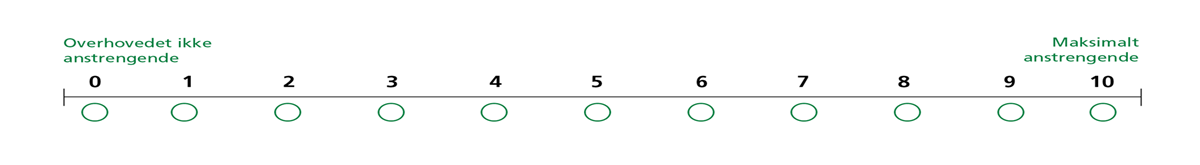 Overhovedet ikke
anstrengende
Maksimalt
anstrengende
0 1 2 3 4 5 6 7 8 9 10